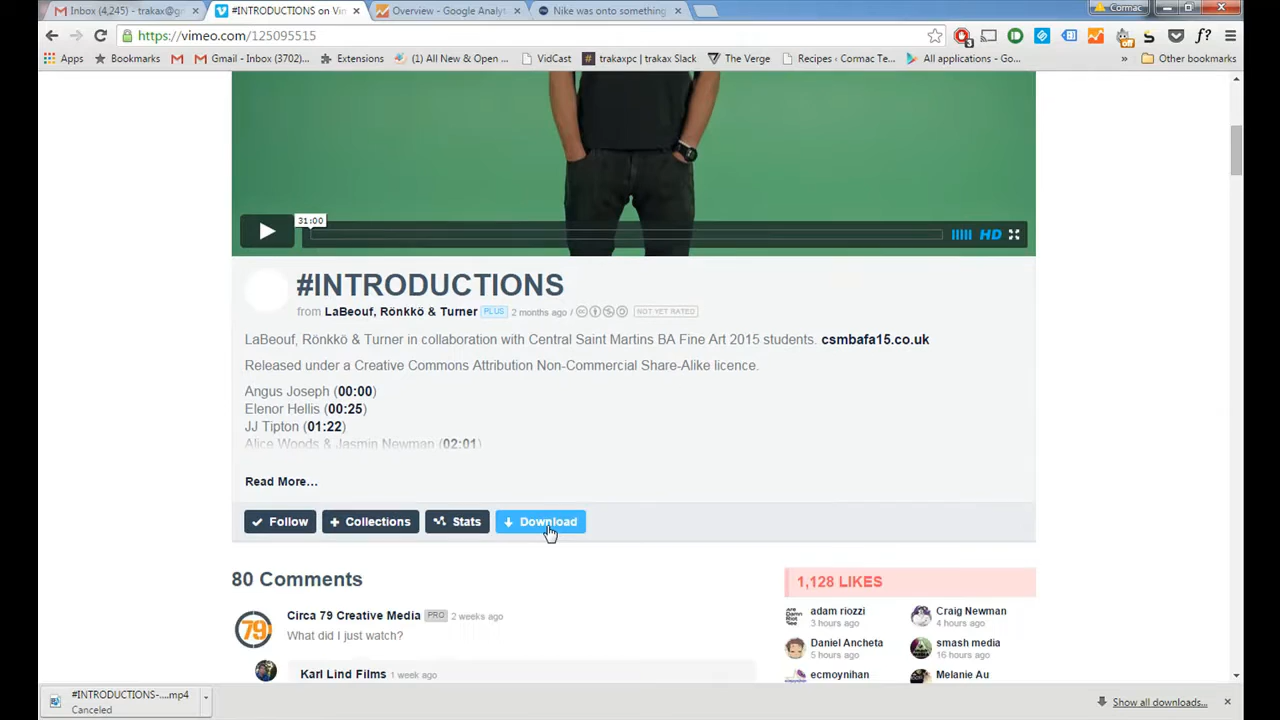 Inbox (4,245) - trakax@g
#INTRODUCTIONS on Vim
Overview - Google Analyt
Nike was onto something
Cormac
https://vimeo.com/125095515
Apps
Bookmarks
Gmail - Inbox (3702)...
Extensions
(1) All New & Open ...
VidCast
trakaxpc | trakax Slack
The Verge
Recipes ‹ Cormac Te...
All applications - Go...
»
Other bookmarks
31:00
HD
#INTRODUCTIONS
from LaBeouf, Rönkkö & Turner PLUS 2 months ago / NOT YET RATED
LaBeouf, Rönkkö & Turner in collaboration with Central Saint Martins BA Fine Art 2015 students. csmbafa15.co.uk
Released under a Creative Commons Attribution Non-Commercial Share-Alike licence.
Angus Joseph (00:00)
Elenor Hellis (00:25)
JJ Tipton (01:22)
Alice Woods & Jasmin Newman (02:01)
Read More...
Follow
Collections
Stats
Download
80 Comments
1,128 LIKES
79
Circa 79 Creative Media PRO 2 weeks ago
What did I just watch?
Karl Lind Films 1 week ago
adam riozzi
3 hours ago
Craig Newman
4 hours ago
Daniel Ancheta
5 hours ago
smash media
16 hours ago
ecmoynihan
Melanie Au
#INTRODUCTIONS-....mp4
Canceled
Show all downloads...